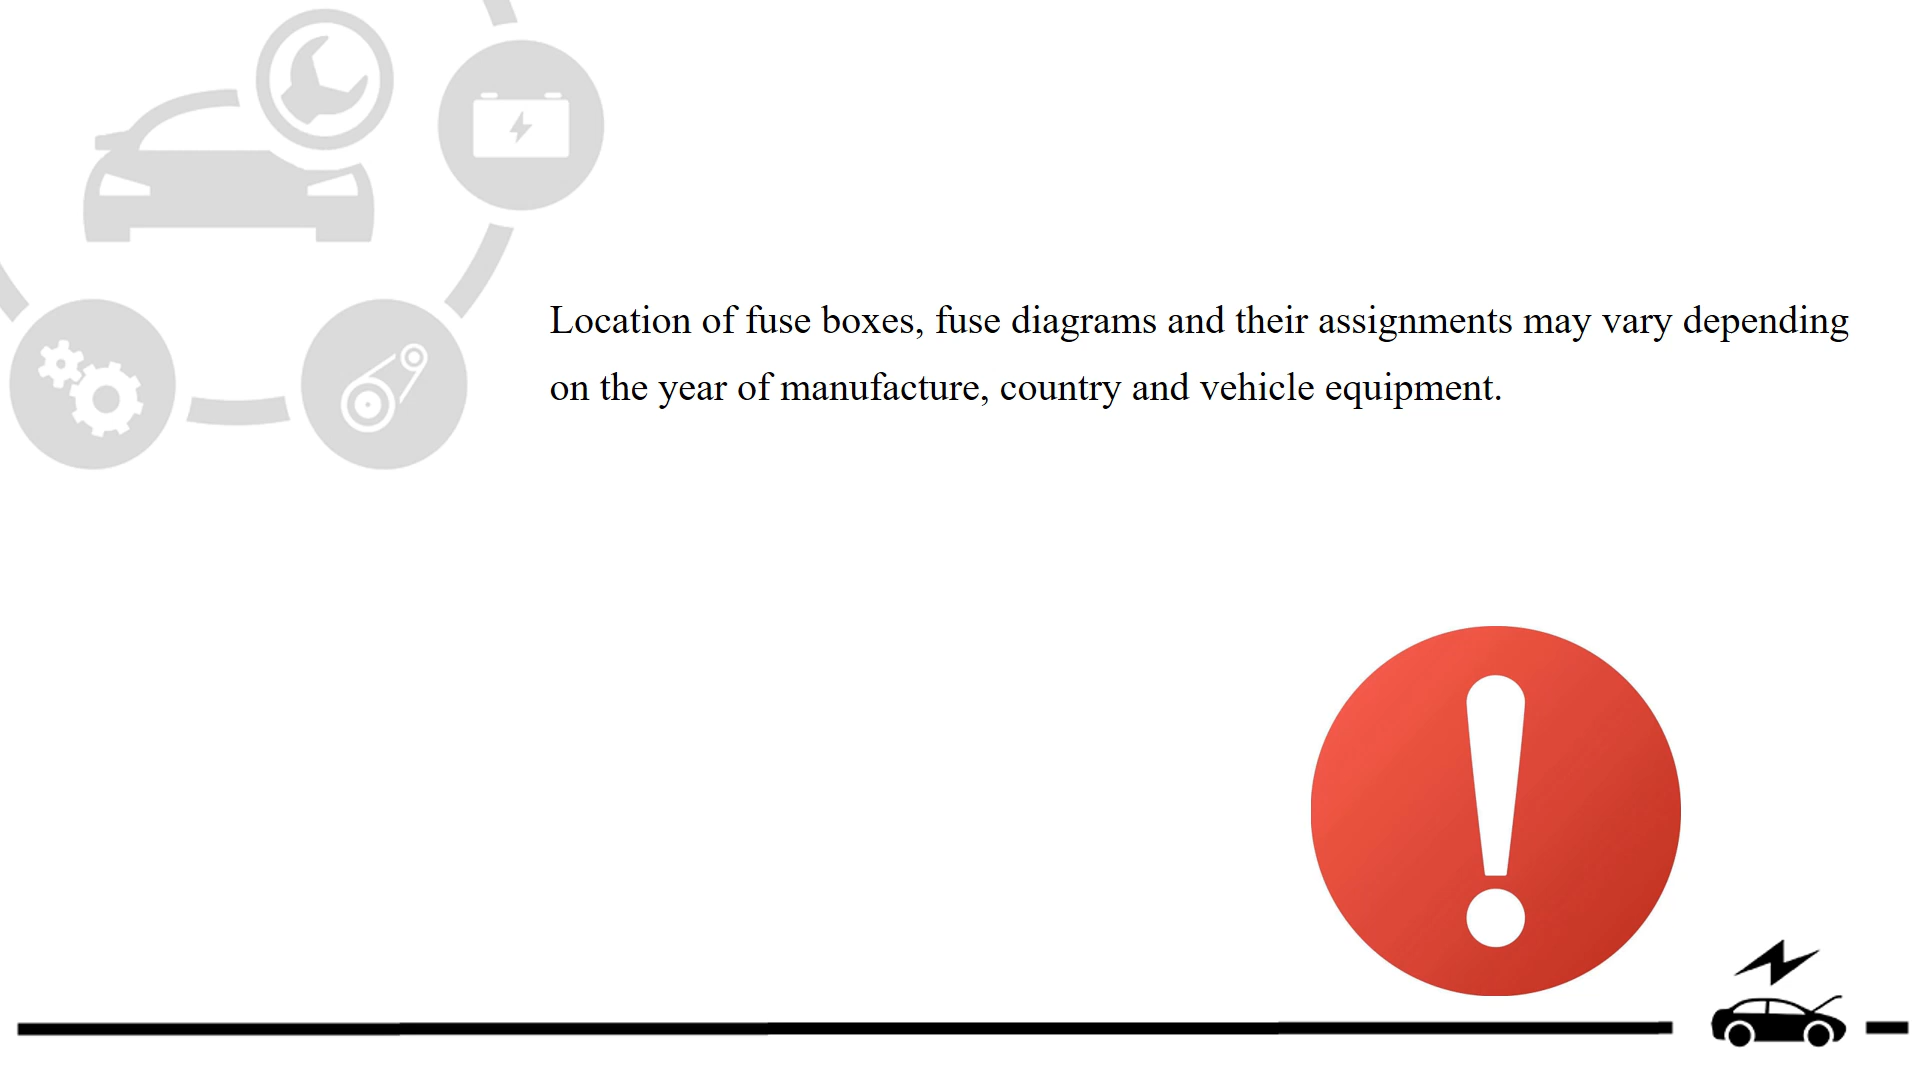 Location of fuse boxes, fuse diagrams and their assignments may vary depending
on the year of manufacture, country and vehicle equipment.